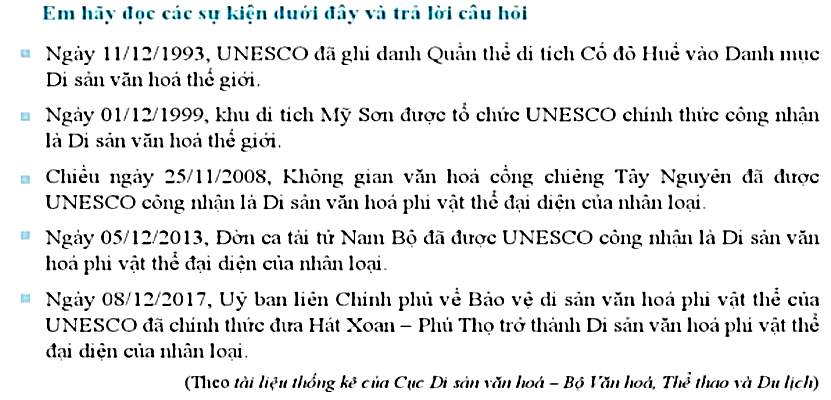 Em hãy đọc các sự kiện dưới đây và trả lời câu hỏi
Ngày 11/12/1993, UNESCO đã ghi danh Quần thể di tích Cố đô Huế vào Danh mục
Di sản văn hoá thế giới.
Ngày 01/12/1999, khu di tích Mỹ Sơn được tổ chức UNESCO chính thức công nhận
là Di sản văn hoá thế giới.
Chiều ngày 25/11/2008, Không gian văn hoá cồng chiêng Tây Nguyên đã được
UNESCO công nhận là Di sản văn hoá phi vật thể đại diện của nhân loại.
Ngày 05/12/2013, Đờn ca tài tử Nam Bộ đã được UNESCO công nhận là Di sản văn
hoá phi vật thể đại diện của nhân loại.
Ngày 08/12/2017, Uỷ ban liên Chính phủ về Bảo vệ di sản văn hoá phi vật thể của
UNESCO đã chính thức đưa Hát Xoan – Phú Thọ trở thành Di sản văn hoá phi vật thể
đại diện của nhân loại.
(Theo tài liệu thống kê của Cục Di sản văn hoá – Bộ Văn hoá, Thể thao và Du lịch)